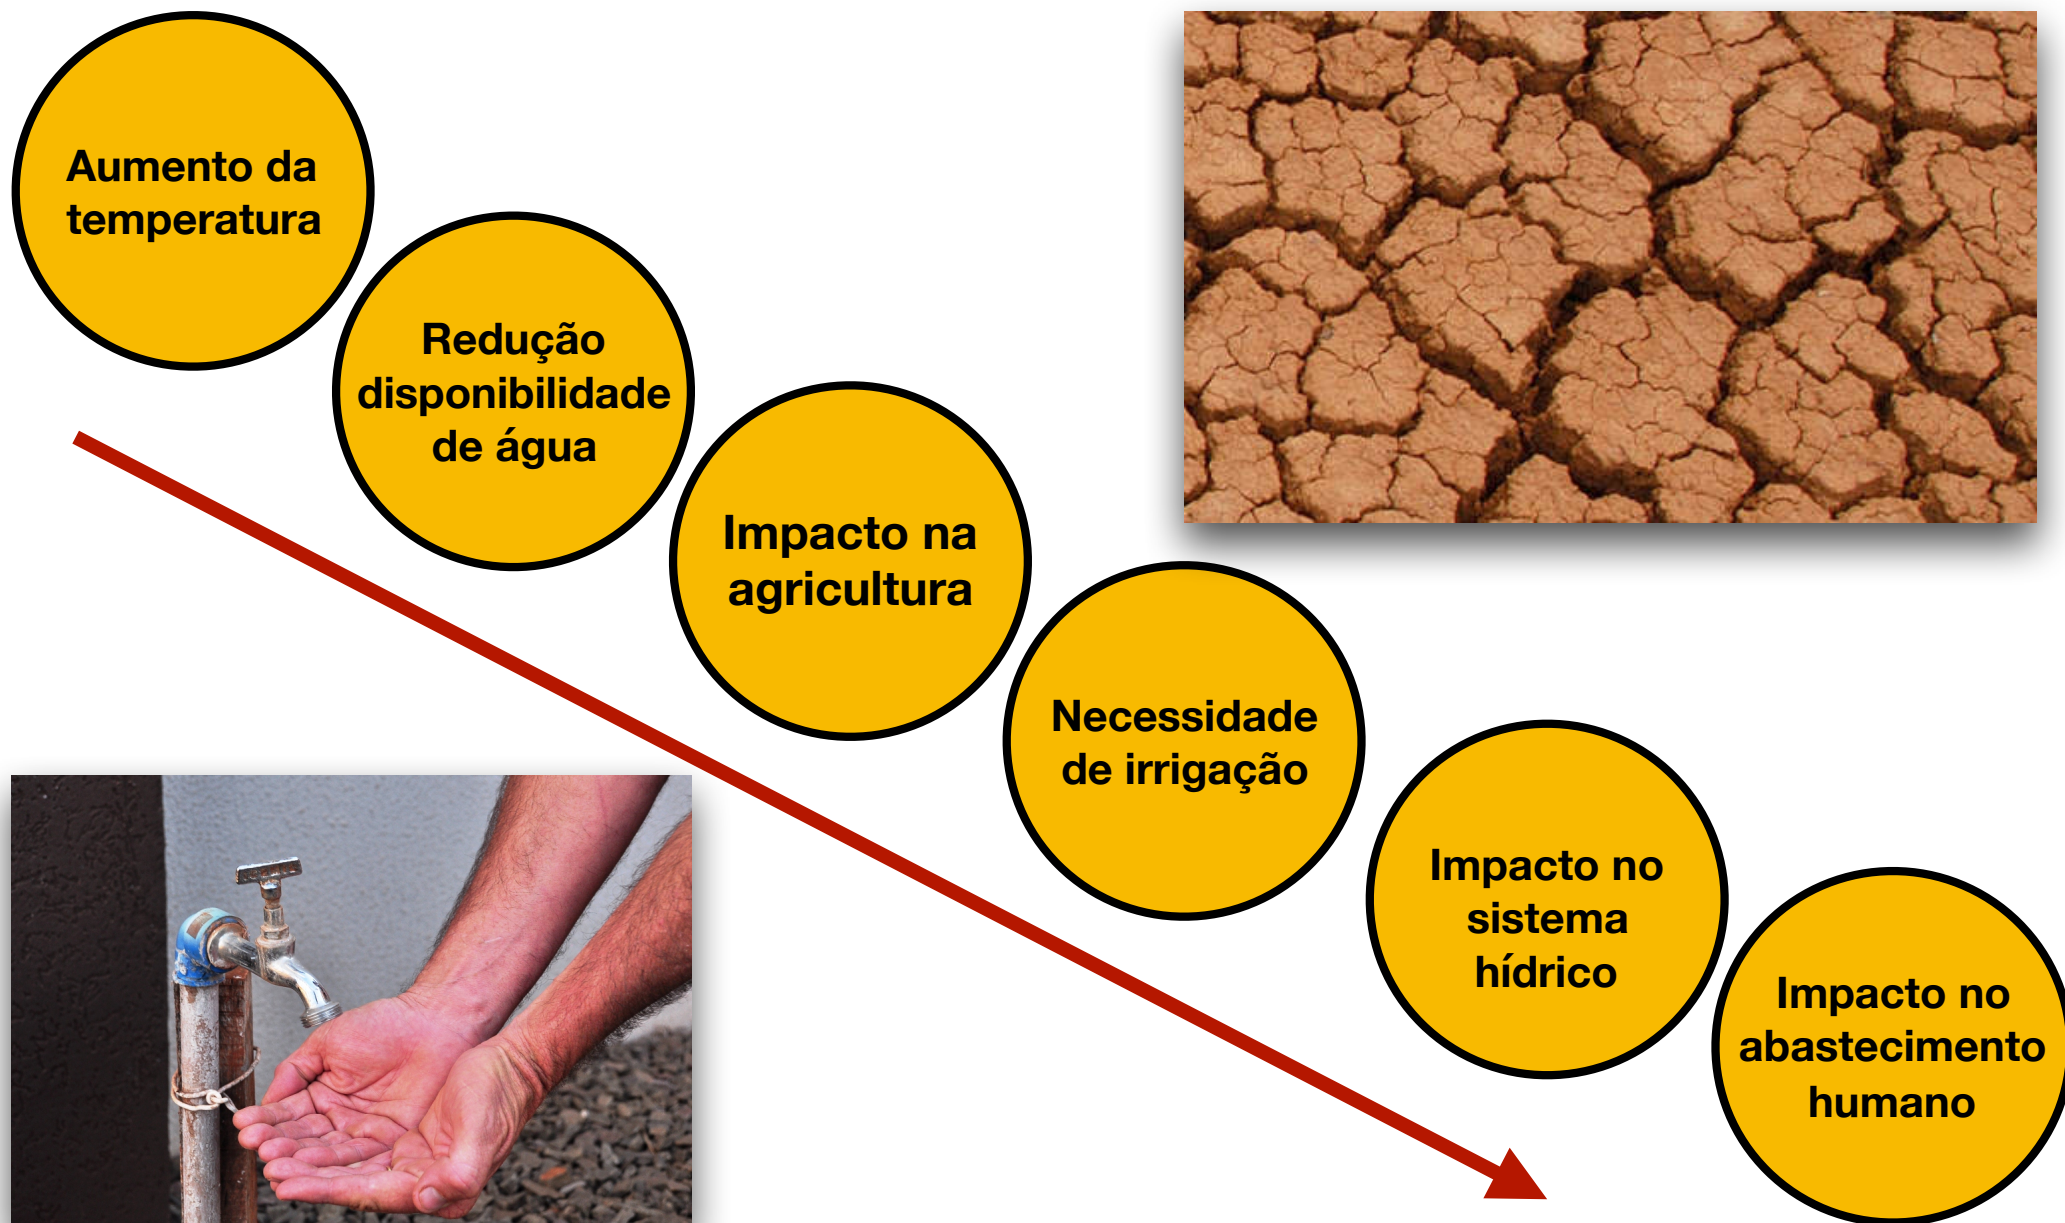 Aumento da
temperatura
Redução
disponibilidade
de água
Impacto na
agricultura
Necessidade
de irrigação
Impacto no
sistema
hídrico
Impacto no
abastecimento
humano